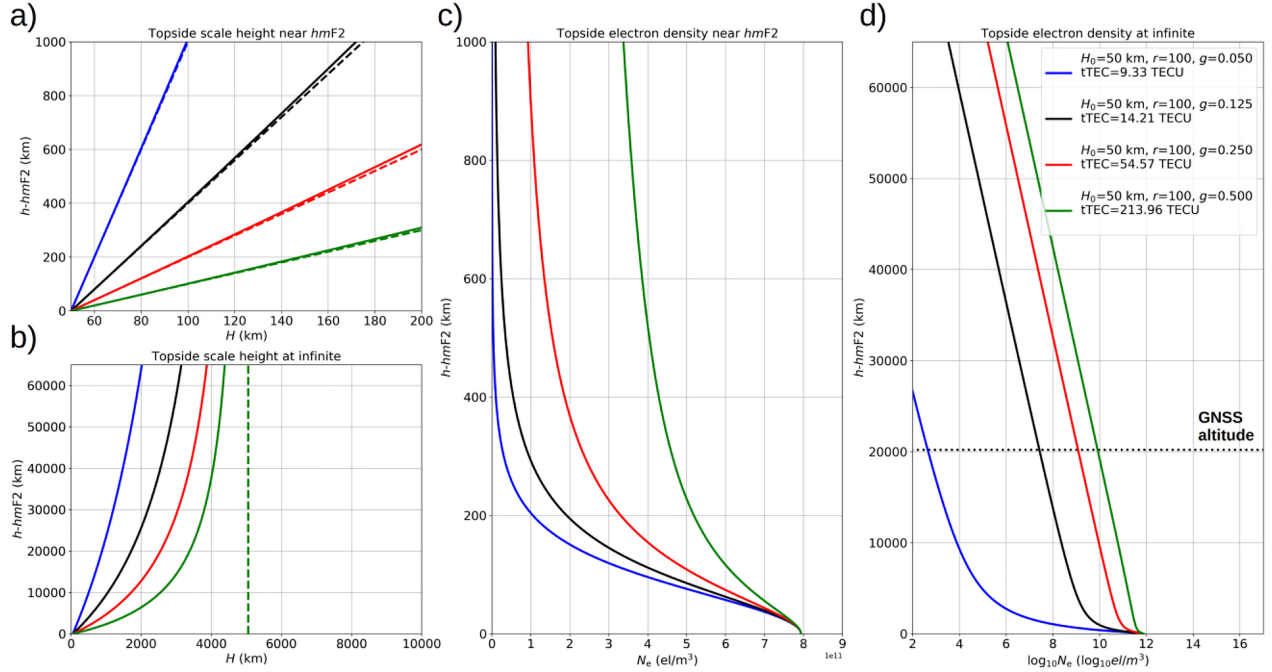 a)
Topside scale height near hmF2
1000
800
600
400
200
0
h-hmF2 (km)
60 80 100 120 140 160 180 200
H (km)
b)
Topside scale height at infinite
60000
50000
40000
30000
20000
10000
0
h-hmF2 (km)
0 2000 4000 6000 8000 10000
H (km)
c)
Topside electron density near hmF2
1000
800
600
400
200
0
h-hmF2 (km)
0 1 2 3 4 5 6 7 8 9
1e11
Ne (el/m³)
d)
Topside electron density at infinite
H₀=50 km, r=100, g=0.050
tTEC=9.33 TECU
H₀=50 km, r=100, g=0.125
tTEC=14.21 TECU
H₀=50 km, r=100, g=0.250
tTEC=54.57 TECU
H₀=50 km, r=100, g=0.500
tTEC=213.96 TECU
60000
50000
40000
30000
20000
10000
0
h-hmF2 (km)
GNSS
altitude
2 4 6 8 10 12 14 16
log₁₀Ne (log₁₀el/m³)